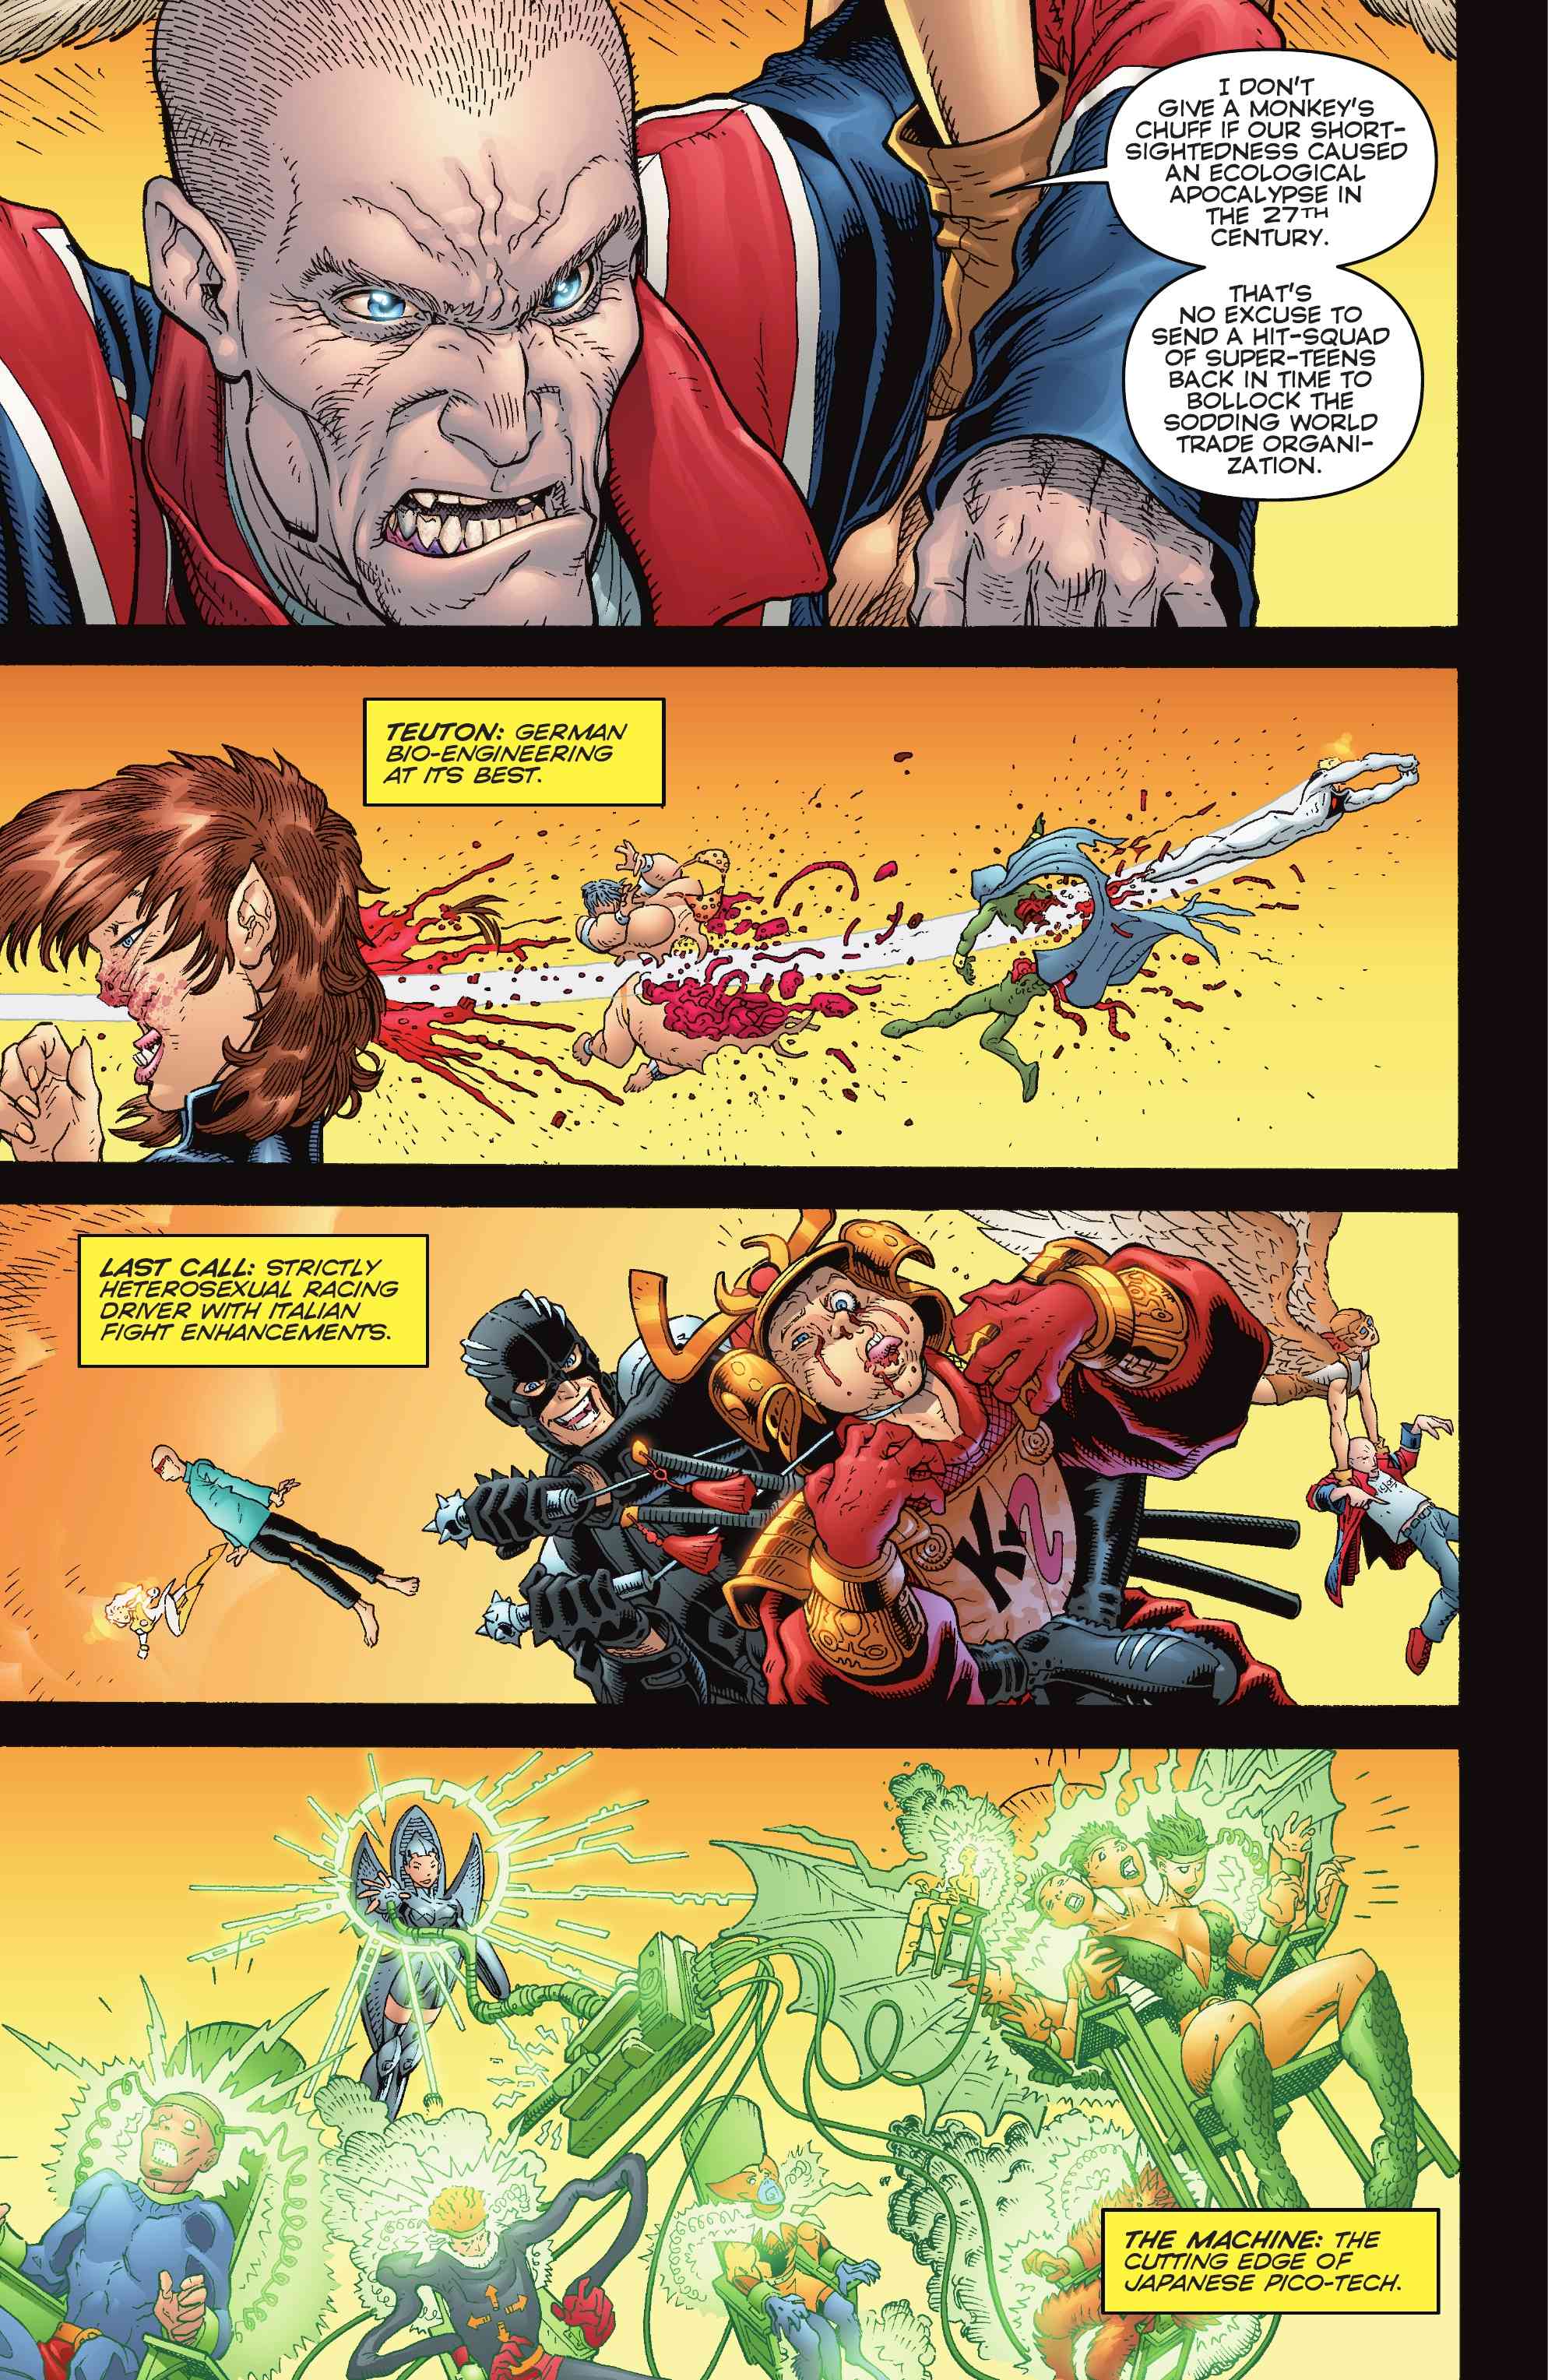 I DON'T
GIVE A MONKEY'S
CHUFF IF OUR SHORT-
SIGHTEDNESS CAUSED
AN ECOLOGICAL
APOCALYPSE IN
THE 27TH
CENTURY.
THAT'S
NO EXCUSE TO
SEND A HIT-SQUAD
OF SUPER-TEENS
BACK IN TIME TO
BOLLOCK THE
SODDING WORLD
TRADE ORGANI-
ZATION.
TEUTON: GERMAN
BIO-ENGINEERING
AT ITS BEST.
LAST CALL: STRICTLY
HETEROSEXUAL RACING
DRIVER WITH ITALIAN
FIGHT ENHANCEMENTS.
THE MACHINE: THE
CUTTING EDGE OF
JAPANESE PICO-TECH.